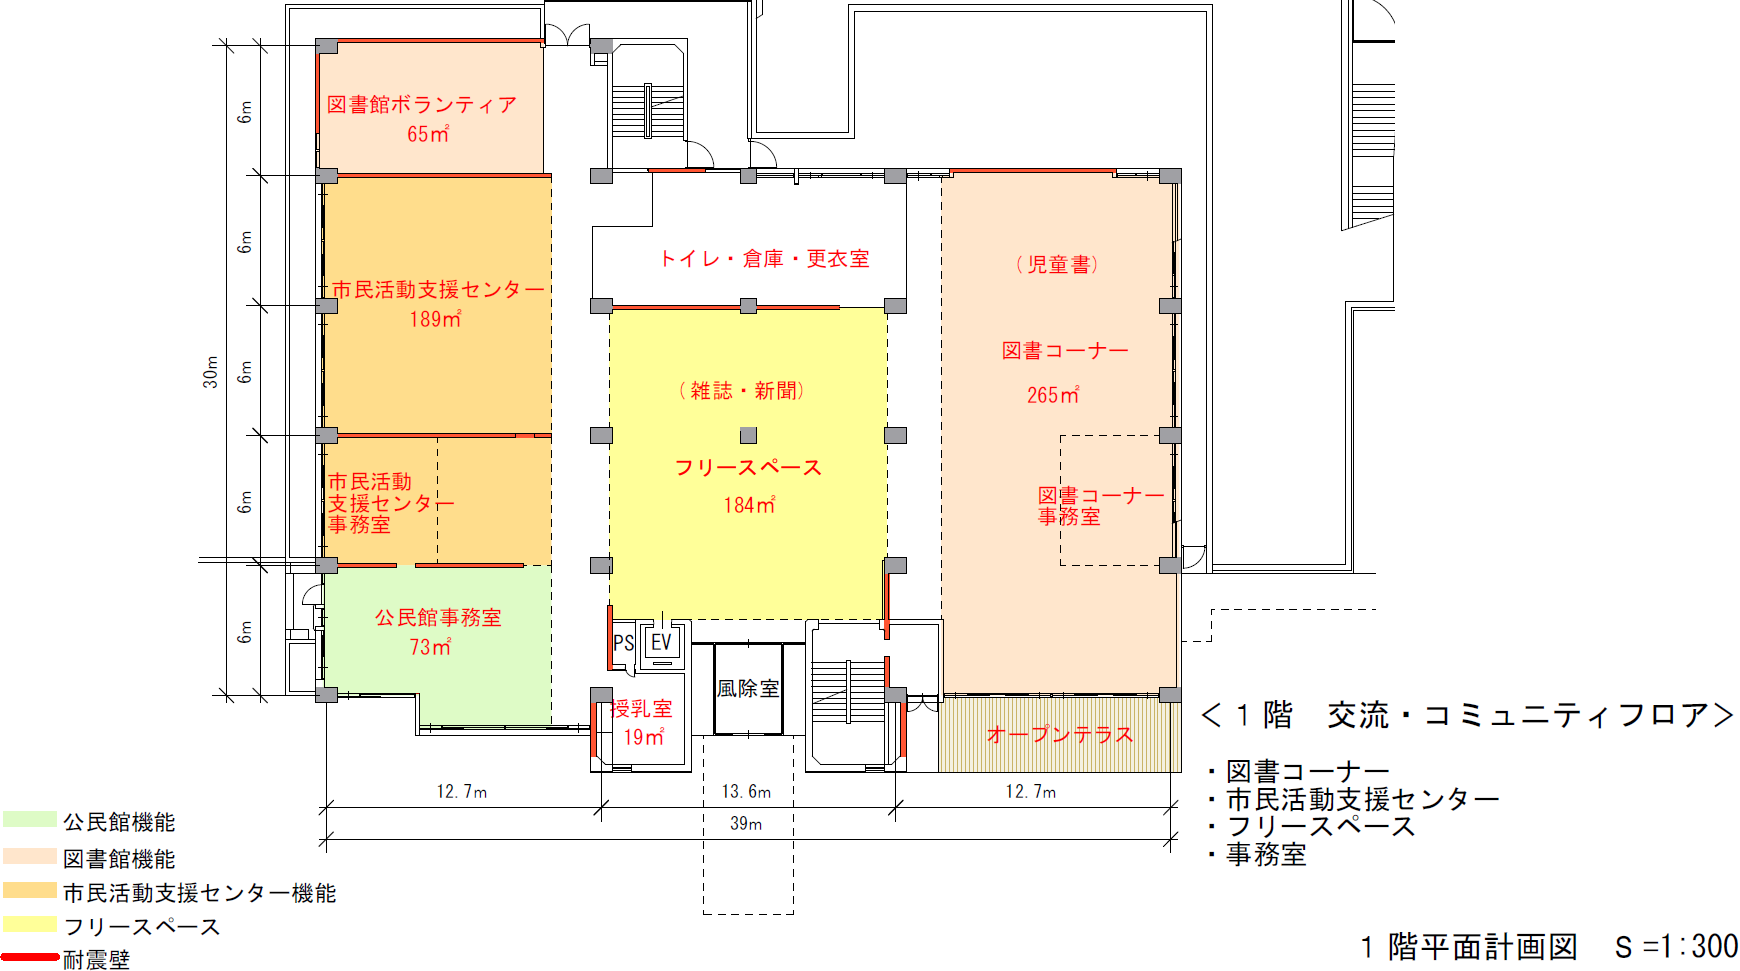 図書館ボランティア
65㎡
市民活動支援センター
189㎡
市民活動
支援センター
事務室
公民館事務室
73㎡
トイレ・倉庫・更衣室
(雑誌・新聞)
フリースペース
184㎡
(児童書)
図書コーナー
265㎡
図書コーナー
事務室
PS
EV
授乳室
19㎡
風除室
オープンテラス
6m
6m
6m
6m
6m
30m
12.7m
13.6m
12.7m
39m
公民館機能
図書館機能
市民活動支援センター機能
フリースペース
耐震壁
＜1階　交流・コミュニティフロア＞
・図書コーナー
・市民活動支援センター
・フリースペース
・事務室
1階平面計画図　S=1:300